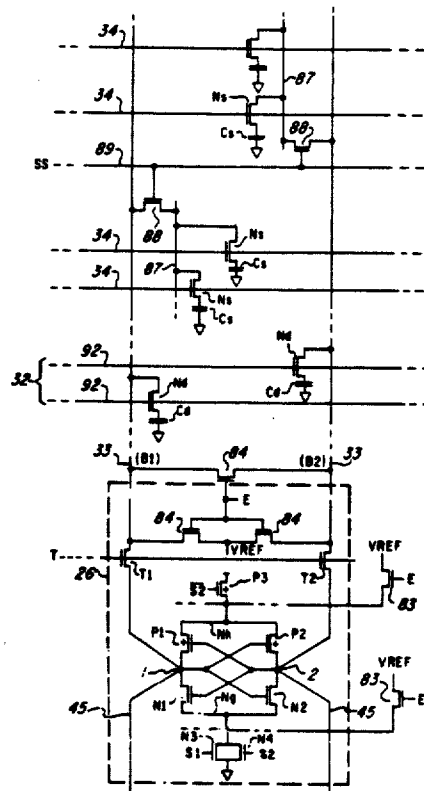 34
87
34 Ns
Cs 88
SS 89
88
Ns
34 87 Cs
34
Ns
Cs
92 Nd
32 Cd
92 Nd
Cd
33 (B1) 84 (B2) 33
E
84 84
T VREF
26 T1 T2
S2 P3 VREF
E
83
Nh
P1 P2
1 2 VREF
45 N1 Ng N2 83 45
E
N3 N4
S1 S2